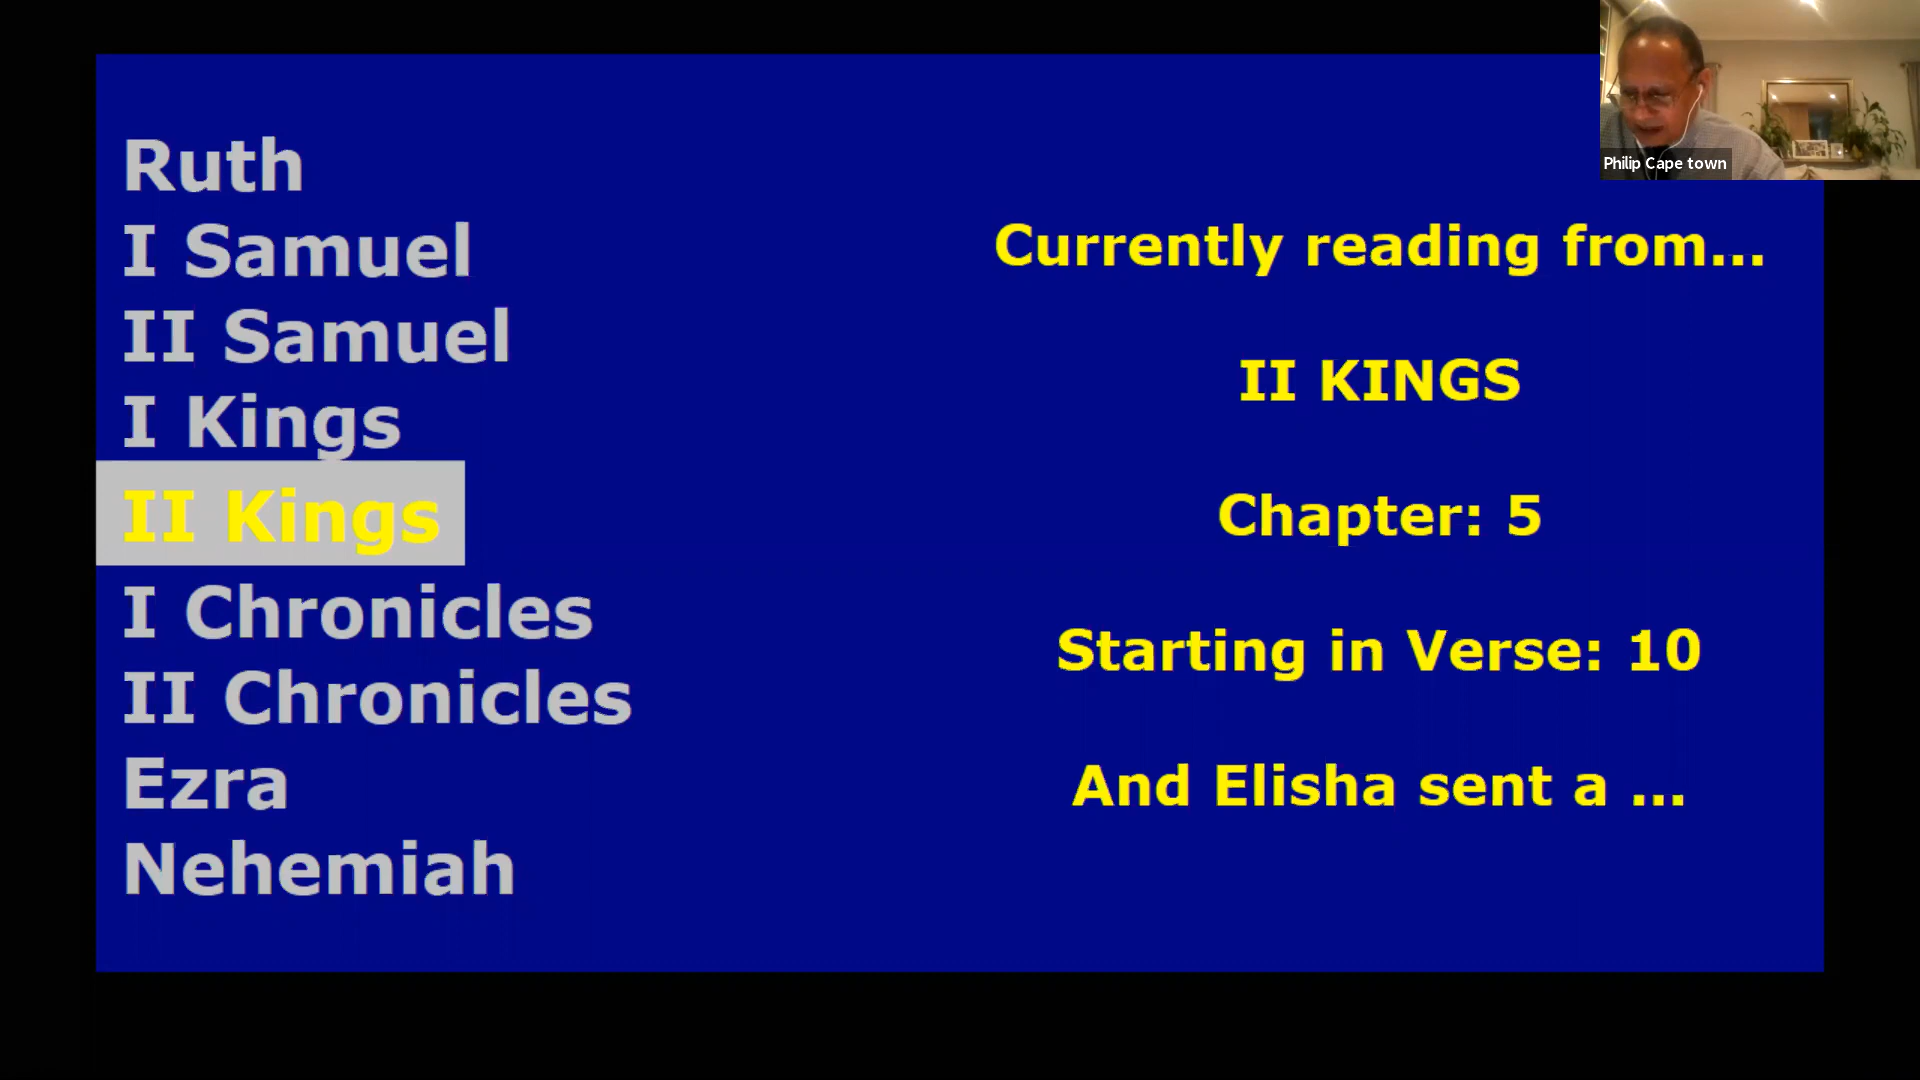 Ruth
I Samuel
II Samuel
I Kings
II Kings
I Chronicles
II Chronicles
Ezra
Nehemiah
Currently reading from...
II KINGS
Chapter: 5
Starting in Verse: 10
And Elisha sent a ...
Philip Cape town